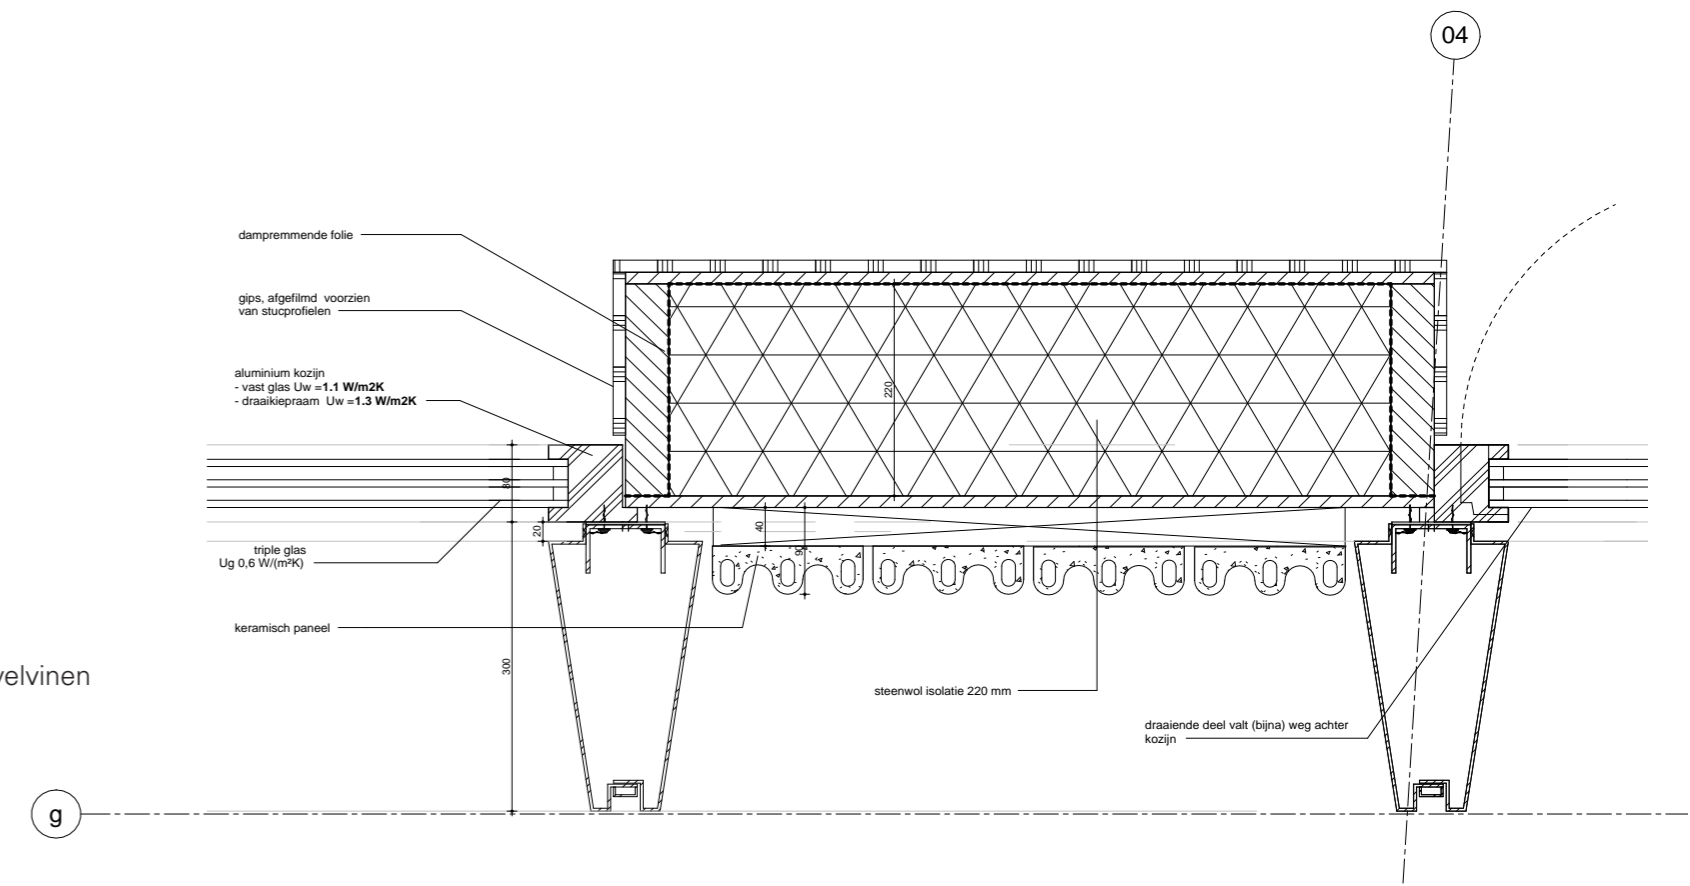 04
dampremmende folie
gips, afgefilmd voorzien
van stucprofielen
aluminium kozijn
- vast glas Uw =1.1 W/m2K
- draaikiepraam Uw =1.3 W/m2K
220
80
20
40
90
triple glas
Ug 0,6 W/(m²K)
keramisch paneel
300
velvinen
steenwol isolatie 220 mm
draaiende deel valt (bijna) weg achter
kozijn
g